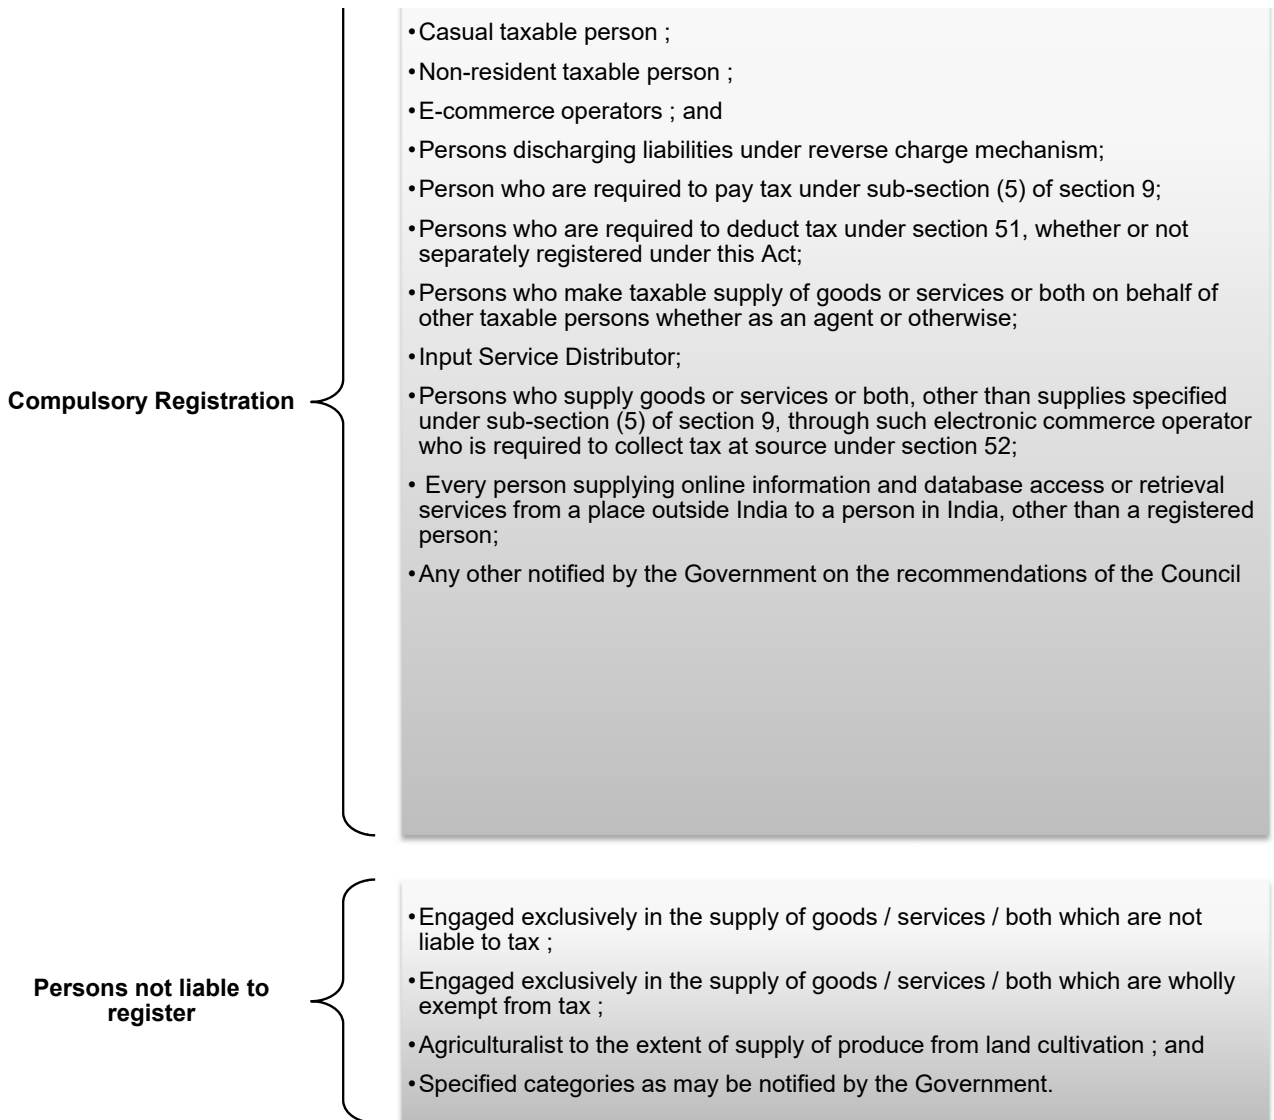 •Casual taxable person ;
•Non-resident taxable person ;
•E-commerce operators ; and
•Persons discharging liabilities under reverse charge mechanism;
•Person who are required to pay tax under sub-section (5) of section 9;
•Persons who are required to deduct tax under section 51, whether or not
separately registered under this Act;
•Persons who make taxable supply of goods or services or both on behalf of
other taxable persons whether as an agent or otherwise;
•Input Service Distributor;
Compulsory Registration
•Persons who supply goods or services or both, other than supplies specified
under sub-section (5) of section 9, through such electronic commerce operator
who is required to collect tax at source under section 52;
• Every person supplying online information and database access or retrieval
services from a place outside India to a person in India, other than a registered
person;
•Any other notified by the Government on the recommendations of the Council
Persons not liable to
register
•Engaged exclusively in the supply of goods / services / both which are not
liable to tax ;
•Engaged exclusively in the supply of goods / services / both which are wholly
exempt from tax ;
•Agriculturalist to the extent of supply of produce from land cultivation ; and
•Specified categories as may be notified by the Government.